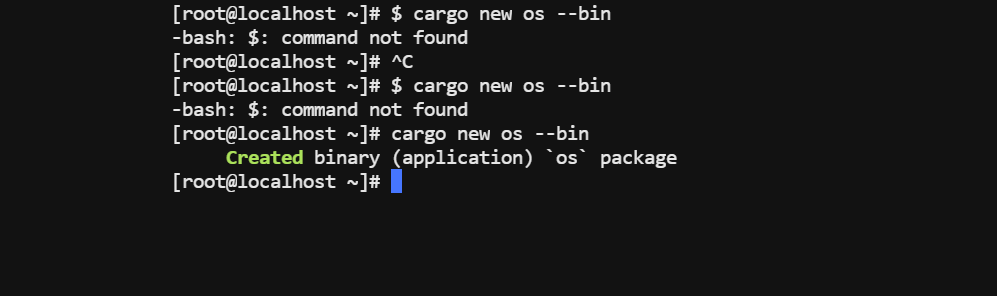 [root@localhost ~]# $ cargo new os --bin
-bash: $: command not found
[root@localhost ~]# ^C
[root@localhost ~]# $ cargo new os --bin
-bash: $: command not found
[root@localhost ~]# cargo new os --bin
     Created binary (application) `os` package
[root@localhost ~]#